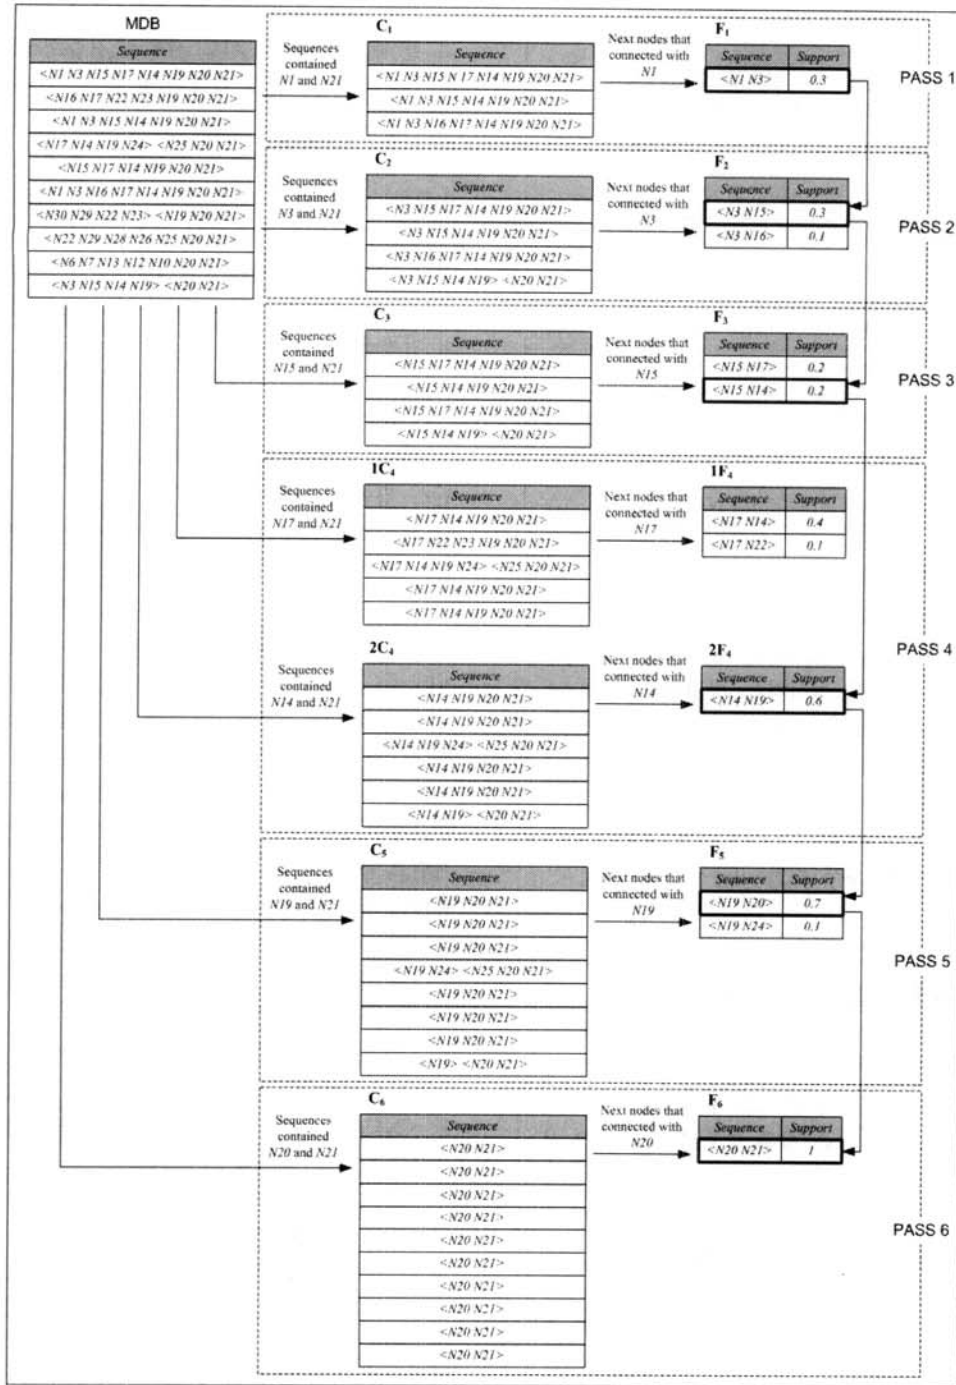 MDB
Sequence
<N1 N3 N15 N17 N14 N19 N20 N21>
<N16 N17 N22 N23 N19 N20 N21>
<N1 N3 N15 N14 N19 N20 N21>
<N17 N14 N19 N24> <N25 N20 N21>
<N15 N17 N14 N19 N20 N21>
<N1 N3 N16 N17 N14 N19 N20 N21>
<N30 N29 N22 N23> <N19 N20 N21>
<N22 N29 N28 N26 N25 N20 N21>
<N6 N7 N13 N12 N10 N20 N21>
<N3 N15 N14 N19> <N20 N21>
Sequences
contained
N1 and N21
C1
Sequence
<N1 N3 N15 N17 N14 N19 N20 N21>
<N1 N3 N15 N14 N19 N20 N21>
<N1 N3 N16 N17 N14 N19 N20 N21>
Next nodes that
connected with
N1
F1
Sequence Support
<N1 N3> 0.3
PASS 1
Sequences
contained
N3 and N21
C2
Sequence
<N3 N15 N17 N14 N19 N20 N21>
<N3 N15 N14 N19 N20 N21>
<N3 N16 N17 N14 N19 N20 N21>
<N3 N15 N14 N19> <N20 N21>
Next nodes that
connected with
N3
F2
Sequence Support
<N3 N15> 0.3
<N3 N16> 0.1
PASS 2
Sequences
contained
N15 and N21
C3
Sequence
<N15 N17 N14 N19 N20 N21>
<N15 N14 N19 N20 N21>
<N15 N17 N14 N19 N20 N21>
<N15 N14 N19> <N20 N21>
Next nodes that
connected with
N15
F3
Sequence Support
<N15 N17> 0.2
<N15 N14> 0.2
PASS 3
Sequences
contained
N17 and N21
1C4
Sequence
<N17 N14 N19 N20 N21>
<N17 N22 N23 N19 N20 N21>
<N17 N14 N19 N24> <N25 N20 N21>
<N17 N14 N19 N20 N21>
<N17 N14 N19 N20 N21>
Next nodes that
connected with
N17
1F4
Sequence Support
<N17 N14> 0.4
<N17 N22> 0.1
PASS 4
Sequences
contained
N14 and N21
2C4
Sequence
<N14 N19 N20 N21>
<N14 N19 N20 N21>
<N14 N19 N24> <N25 N20 N21>
<N14 N19 N20 N21>
<N14 N19 N20 N21>
<N14 N19> <N20 N21>
Next nodes that
connected with
N14
2F4
Sequence Support
<N14 N19> 0.6
Sequences
contained
N19 and N21
C5
Sequence
<N19 N20 N21>
<N19 N20 N21>
<N19 N20 N21>
<N19 N24> <N25 N20 N21>
<N19 N20 N21>
<N19 N20 N21>
<N19 N20 N21>
<N19> <N20 N21>
Next nodes that
connected with
N19
F5
Sequence Support
<N19 N20> 0.7
<N19 N24> 0.1
PASS 5
Sequences
contained
N20 and N21
C6
Sequence
<N20 N21>
<N20 N21>
<N20 N21>
<N20 N21>
<N20 N21>
<N20 N21>
<N20 N21>
<N20 N21>
<N20 N21>
<N20 N21>
Next nodes that
connected with
N20
F6
Sequence Support
<N20 N21> 1
PASS 6